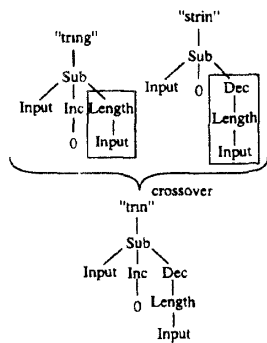 "tring"
"strin"
Sub
Sub
Input Inc Length
Input 0 Dec
0 Input
Length
Input
crossover
"trin"
Sub
Input Inc Dec
0 Length
Input